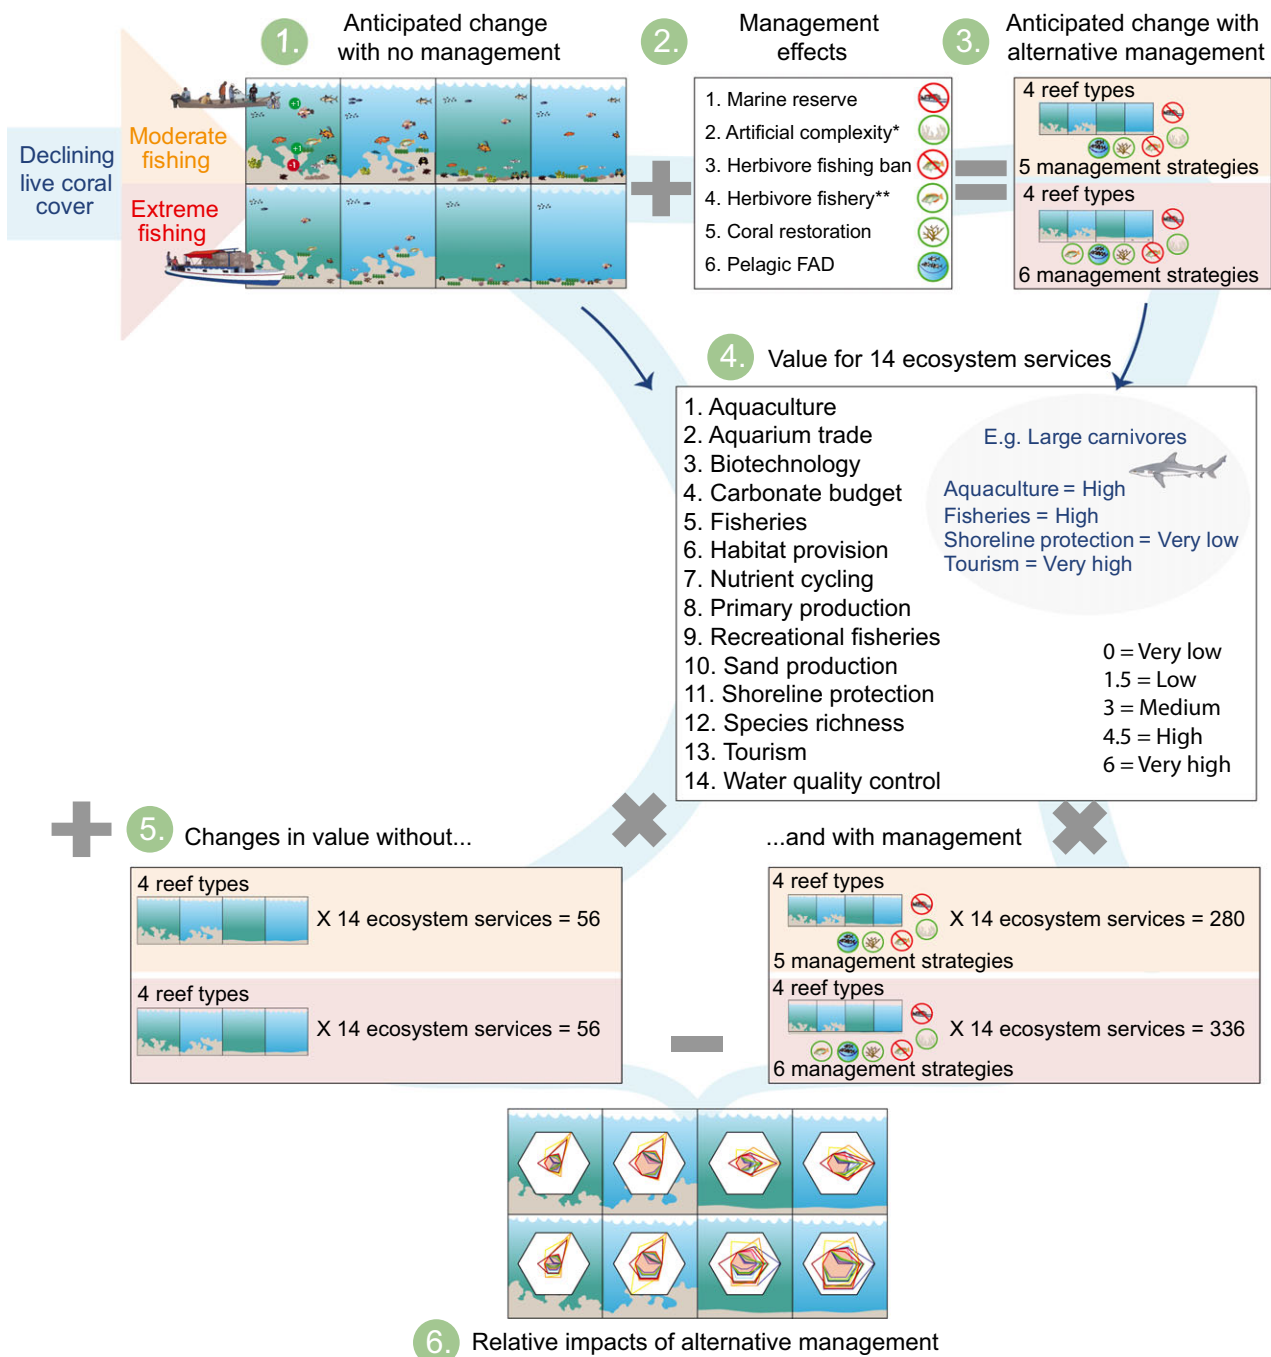 1.
Anticipated change
with no management
2.
Management
effects
3.
Anticipated change with
alternative management
Declining
live coral
cover
Moderate
fishing
Extreme
fishing
+1
+1
-1
1. Marine reserve
2. Artificial complexity*
3. Herbivore fishing ban
4. Herbivore fishery**
5. Coral restoration
6. Pelagic FAD
4 reef types
5 management strategies
4 reef types
6 management strategies
4.
Value for 14 ecosystem services
1. Aquaculture
2. Aquarium trade
3. Biotechnology
4. Carbonate budget
5. Fisheries
6. Habitat provision
7. Nutrient cycling
8. Primary production
9. Recreational fisheries
10. Sand production
11. Shoreline protection
12. Species richness
13. Tourism
14. Water quality control
E.g. Large carnivores
Aquaculture = High
Fisheries = High
Shoreline protection = Very low
Tourism = Very high
0 = Very low
1.5 = Low
3 = Medium
4.5 = High
6 = Very high
5.
Changes in value without...
...and with management
4 reef types
X 14 ecosystem services = 56
4 reef types
X 14 ecosystem services = 56
4 reef types
X 14 ecosystem services = 280
5 management strategies
4 reef types
X 14 ecosystem services = 336
6 management strategies
6.
Relative impacts of alternative management